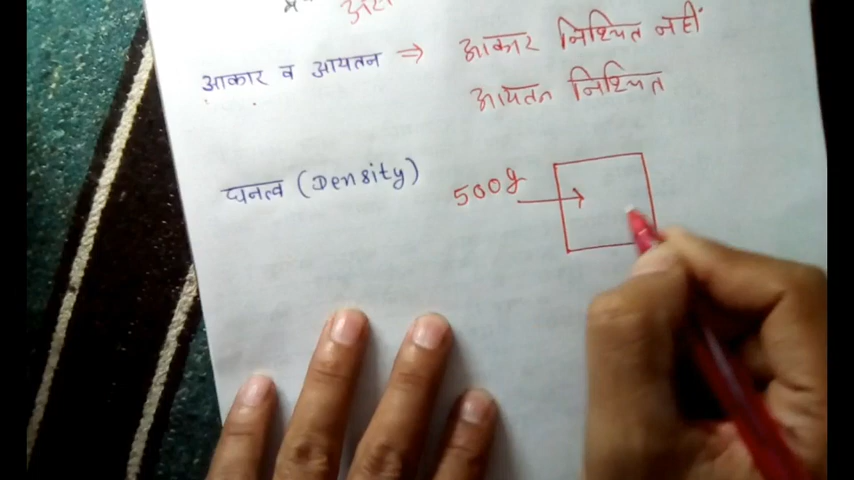 आकार व आयतन ⇒ आकार निश्चित नहीं
आयतन निश्चित
घनत्व (Density) 500g →